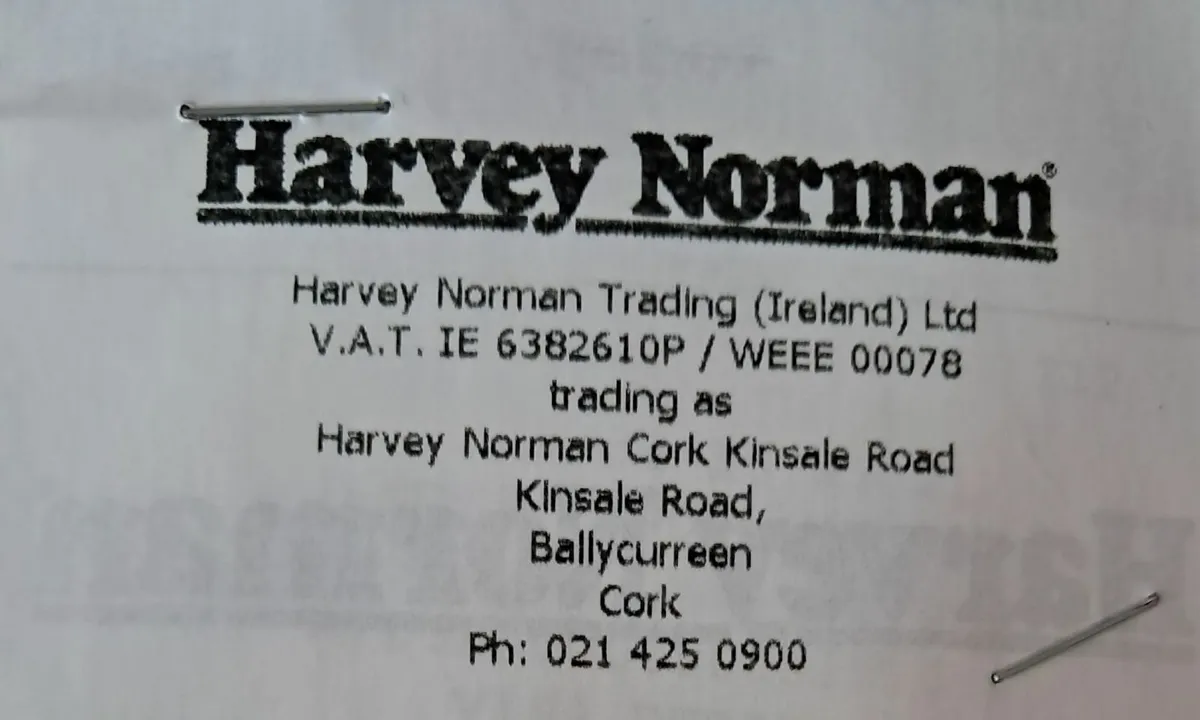 Harvey Norman®
Harvey Norman Trading (Ireland) Ltd
V.A.T. IE 6382610P / WEEE 00078
trading as
Harvey Norman Cork Kinsale Road
Kinsale Road,
Ballycurreen
Cork
Ph: 021 425 0900